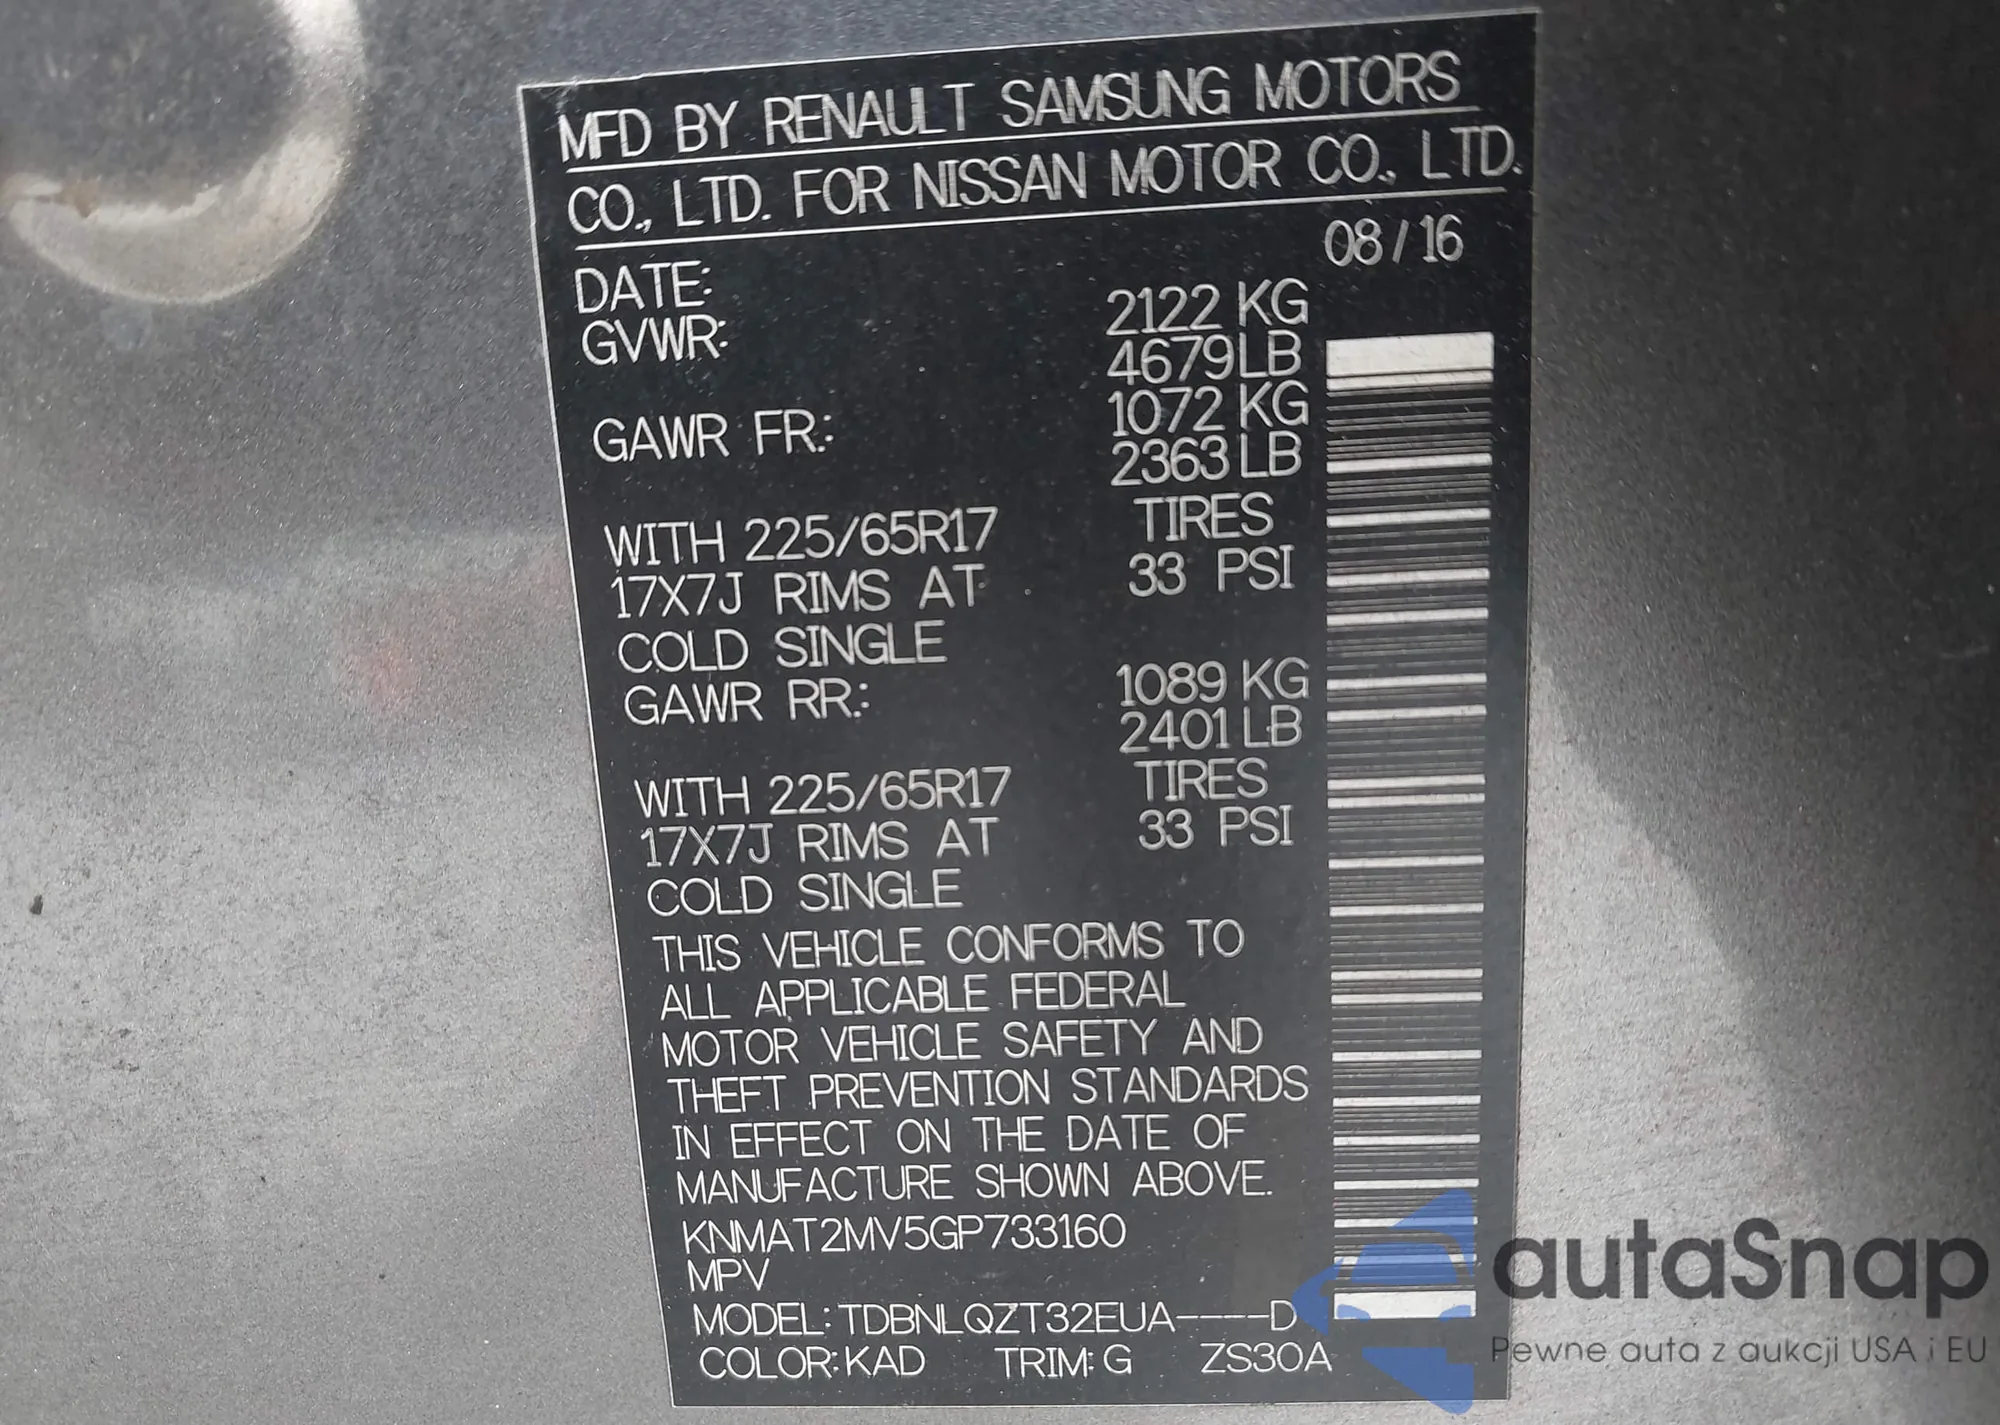 MFD BY RENAULT SAMSUNG MOTORS
CO., LTD. FOR NISSAN MOTOR CO., LTD.
DATE: 08/16
GVWR: 2122 KG
4679 LB
GAWR FR.: 1072 KG
2363 LB
WITH 225/65R17 TIRES
17X7J RIMS AT 33 PSI
COLD SINGLE
GAWR RR.: 1089 KG
2401 LB
WITH 225/65R17 TIRES
17X7J RIMS AT 33 PSI
COLD SINGLE
THIS VEHICLE CONFORMS TO
ALL APPLICABLE FEDERAL
MOTOR VEHICLE SAFETY AND
THEFT PREVENTION STANDARDS
IN EFFECT ON THE DATE OF
MANUFACTURE SHOWN ABOVE.
KNMAT2MV5GP733160
MPV
MODEL: TDBNLQZT32EUA----D
COLOR: KAD TRIM: G ZS30A
autaSnap
Pewne auta z aukcji USA i EU